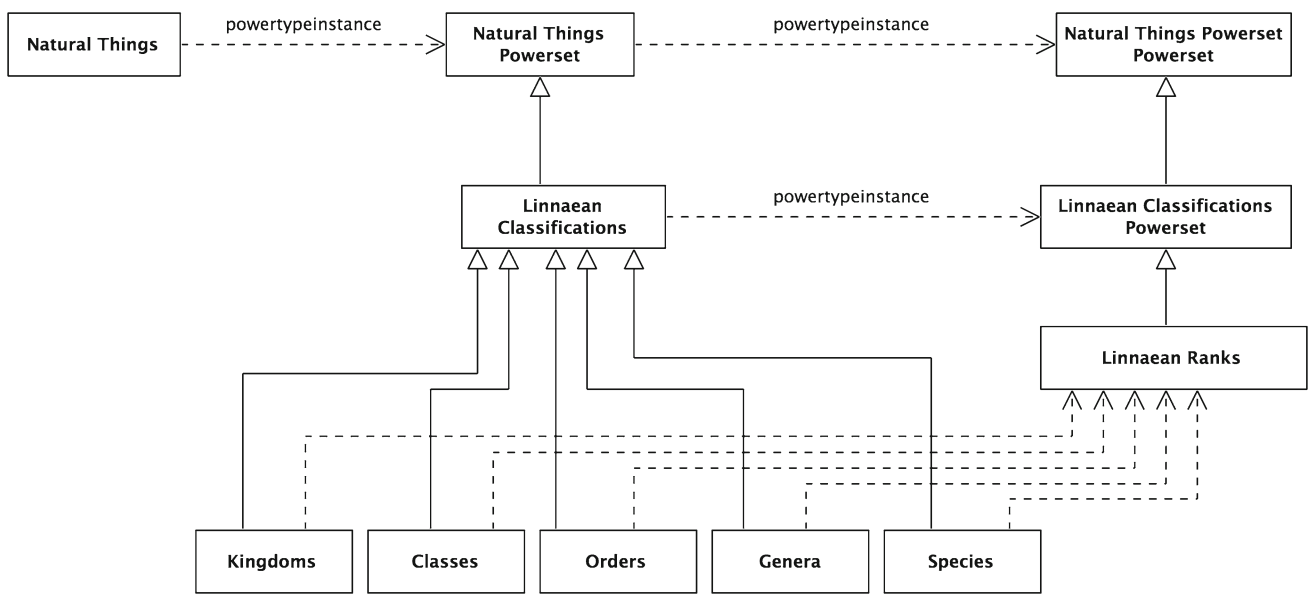 Natural Things
powertypeinstance
Natural Things
Powerset
powertypeinstance
Natural Things Powerset
Powerset
Linnaean
Classifications
powertypeinstance
Linnaean Classifications
Powerset
Linnaean Ranks
Kingdoms
Classes
Orders
Genera
Species